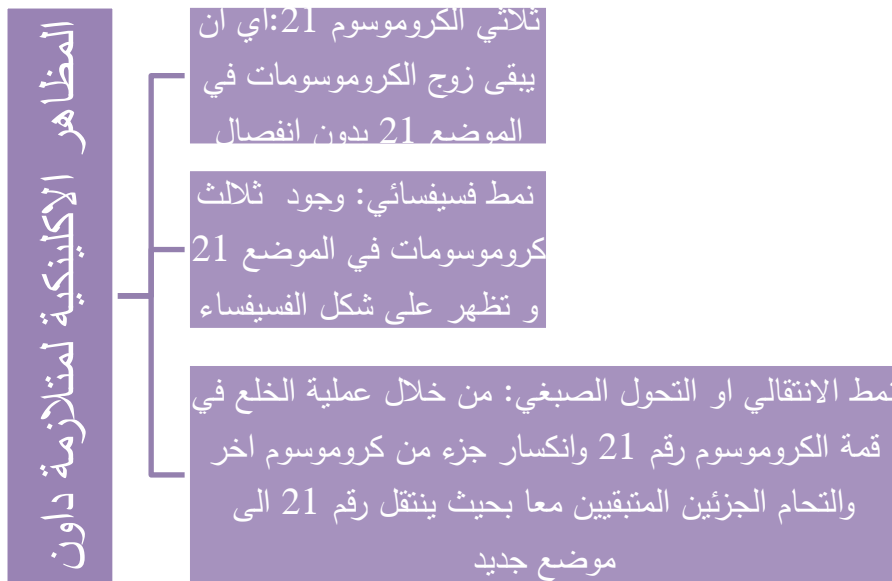 المظاهر الاكلينكية لمتلازمة داون
ثلاثي الكروموسوم 21:اي ان
يبقى زوج الكروموسومات في
الموضع 21 بدون انفصال
نمط فسيفسائي: وجود ثلالث
كروموسومات في الموضع 21
و تظهر على شكل الفسيفساء
نمط الانتقالي او التحول الصبغي: من خلال عملية الخلع في
قمة الكروموسوم رقم 21 وانكسار جزء من كروموسوم اخر
والتحام الجزئين المتبقيين معا بحيث ينتقل رقم 21 الى
موضع جديد